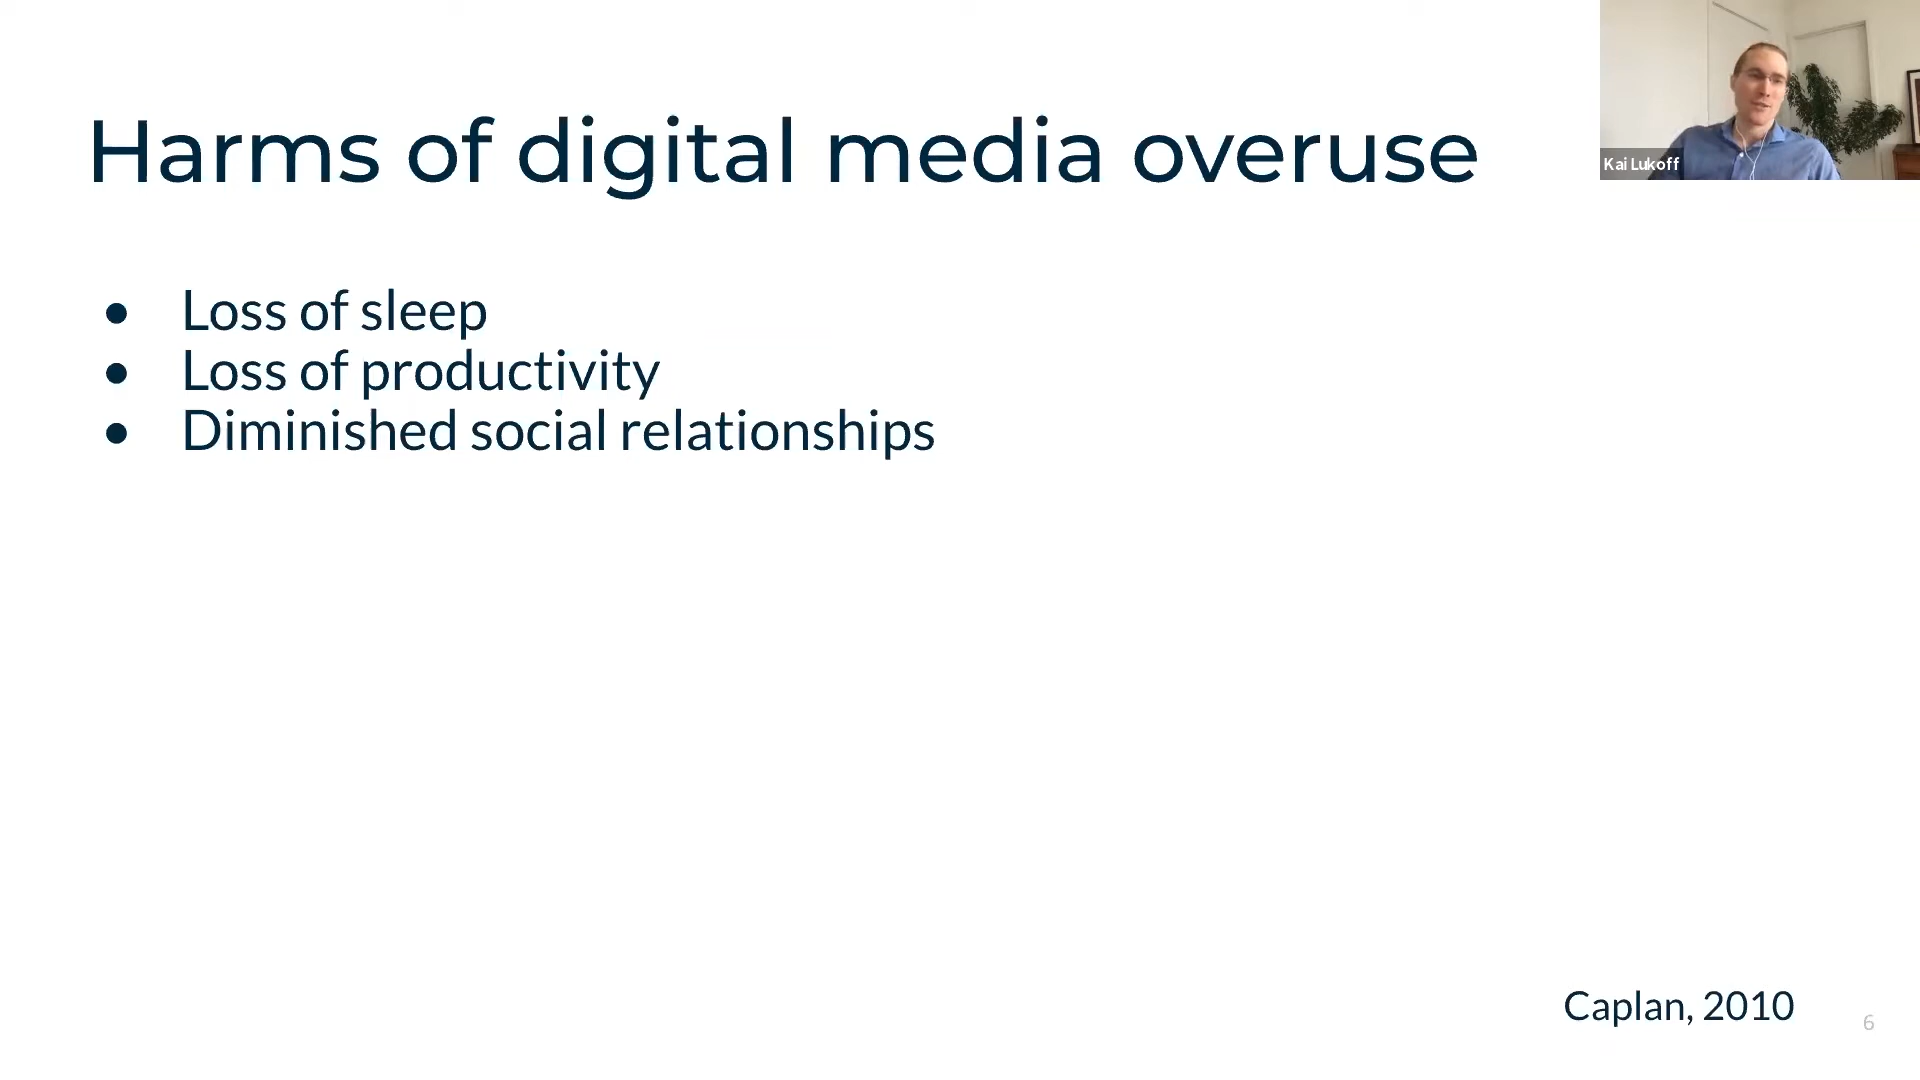 Harms of digital media overuse
Kai Lukoff
● Loss of sleep
● Loss of productivity
● Diminished social relationships
Caplan, 2010
6